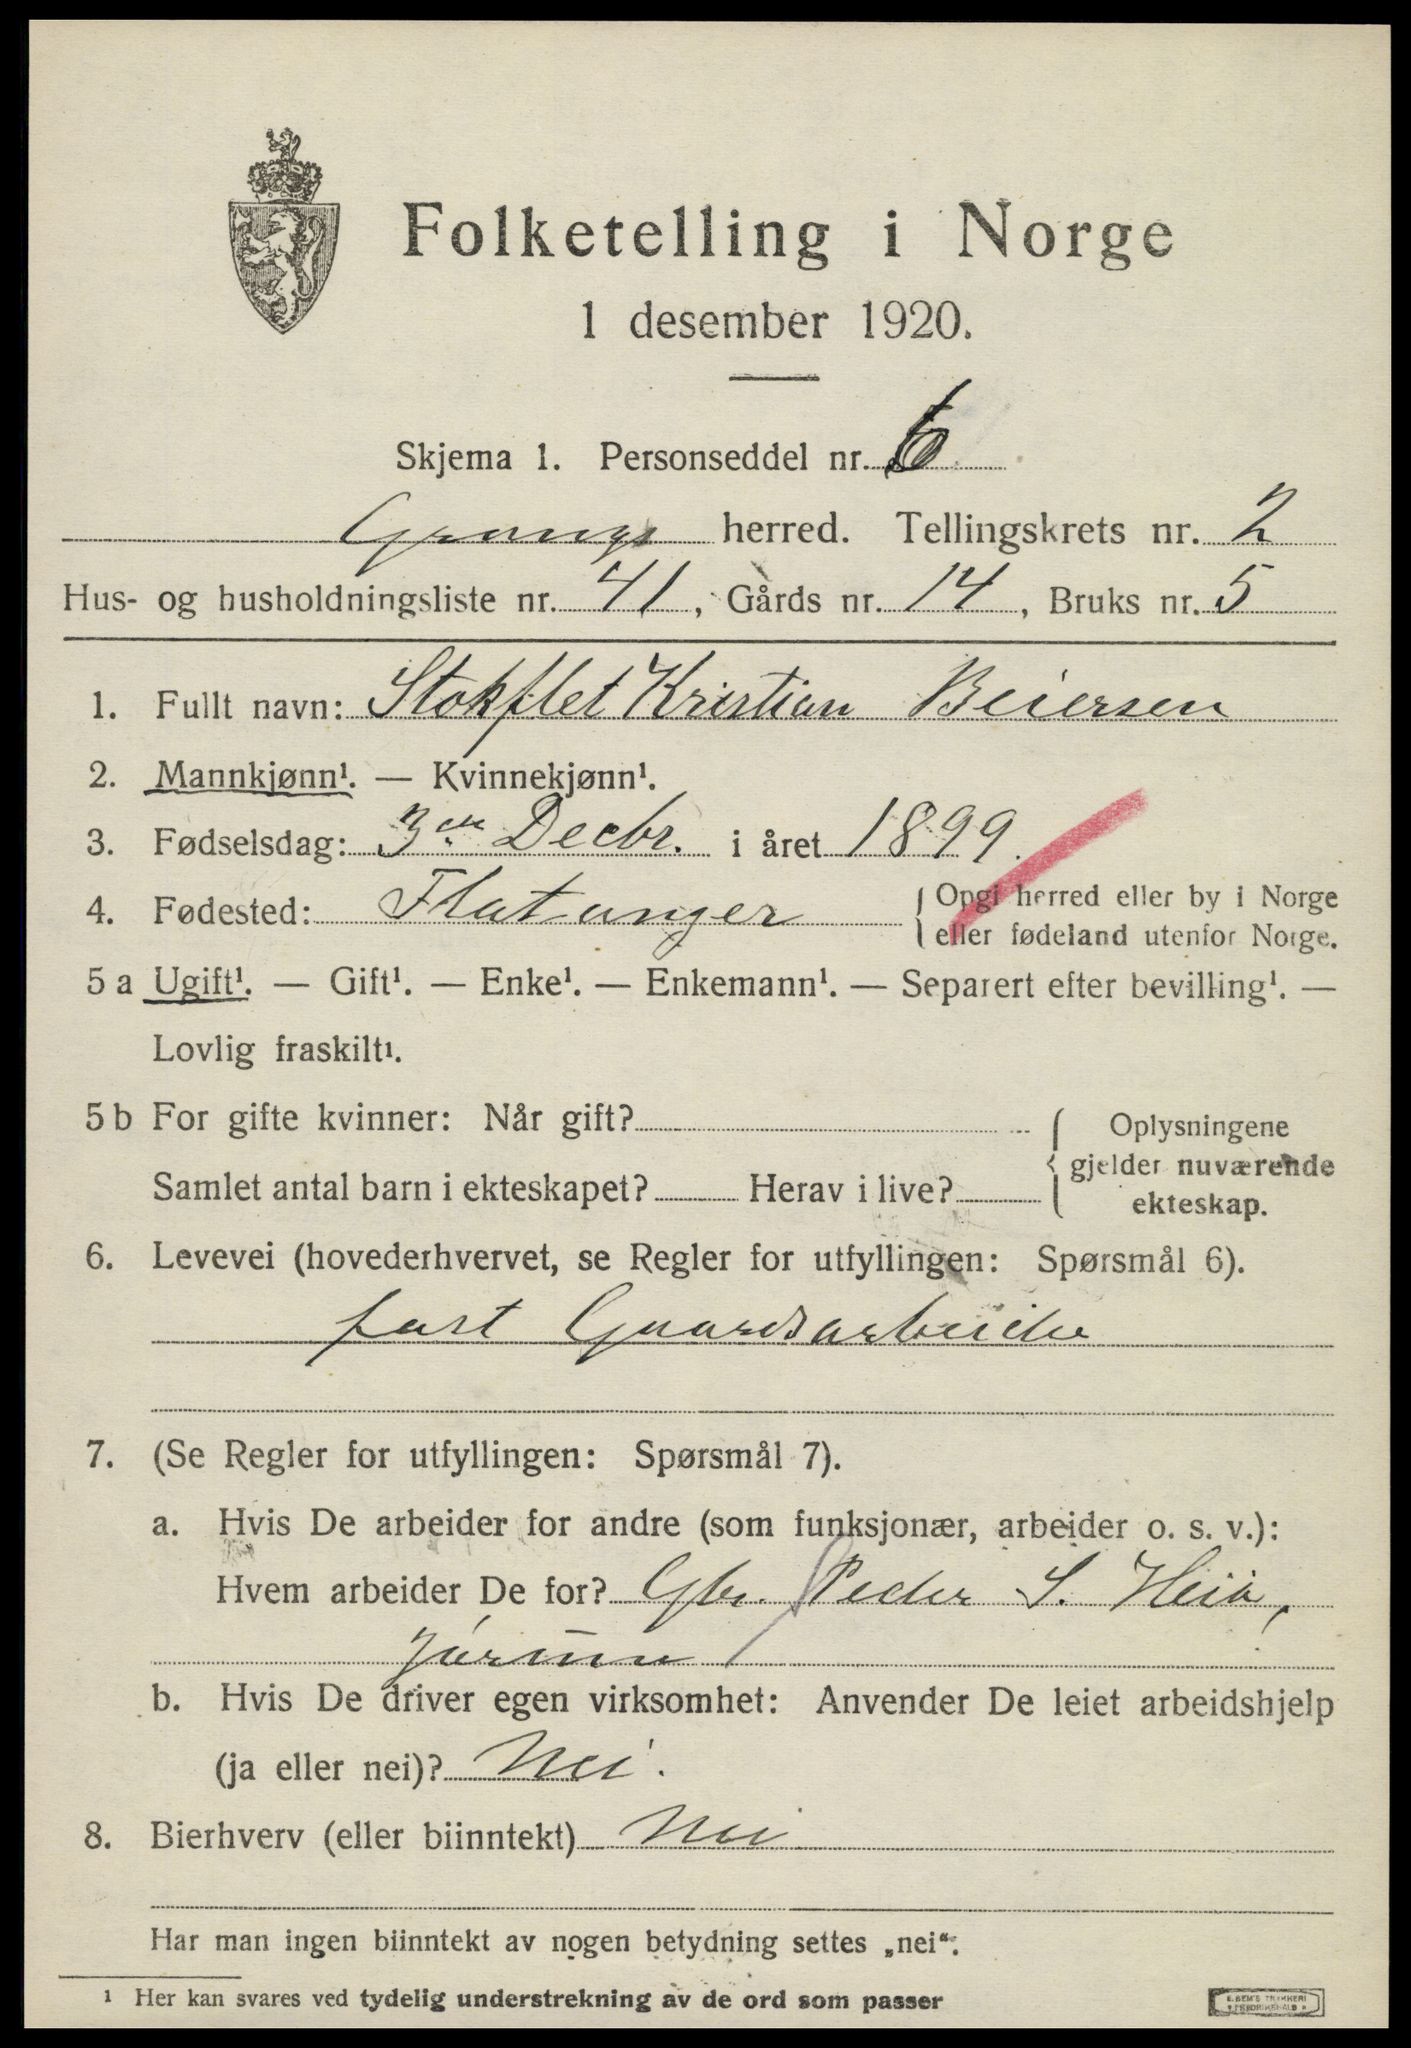 Folketelling i Norge
1 desember 1920.
Skjema 1. Personseddel nr. 6
Grong herred. Tellingskrets nr. 2
Hus- og husholdningsliste nr. 41, Gårds nr. 14, Bruks nr. 5
1. Fullt navn: Stokflet Kristian Beiersen
2. Mannkjønn¹. — Kvinnekjønn¹.
3. Fødselsdag: 3en Decbr. i året 1899.
4. Fødested: Flatanger { Opgi herred eller by i Norge
eller fødeland utenfor Norge.
5 a Ugift¹. — Gift¹. — Enke¹. — Enkemann¹. — Separert efter bevilling¹. —
Lovlig fraskilt¹.
5 b For gifte kvinner: Når gift? { Oplysningene
gjelder nuværende
Samlet antal barn i ekteskapet? Herav i live?
ekteskap.
6. Levevei (hovederhvervet, se Regler for utfyllingen: Spørsmål 6).
fast Gaardsarbeide
7. (Se Regler for utfyllingen: Spørsmål 7).
a. Hvis De arbeider for andre (som funksjonær, arbeider o. s. v.):
Hvem arbeider De for? Gbr. Peder S. Heia,
b. Hvis De driver egen virksomhet: Anvender De leiet arbeidshjelp
(ja eller nei)? Nei.
8. Bierhverv (eller biinntekt) Nei
Har man ingen biinntekt av nogen betydning settes „nei“.
¹ Her kan svares ved tydelig understrekning av de ord som passer
E. SEM'S TRYKKERI
FREDRIKSHALD